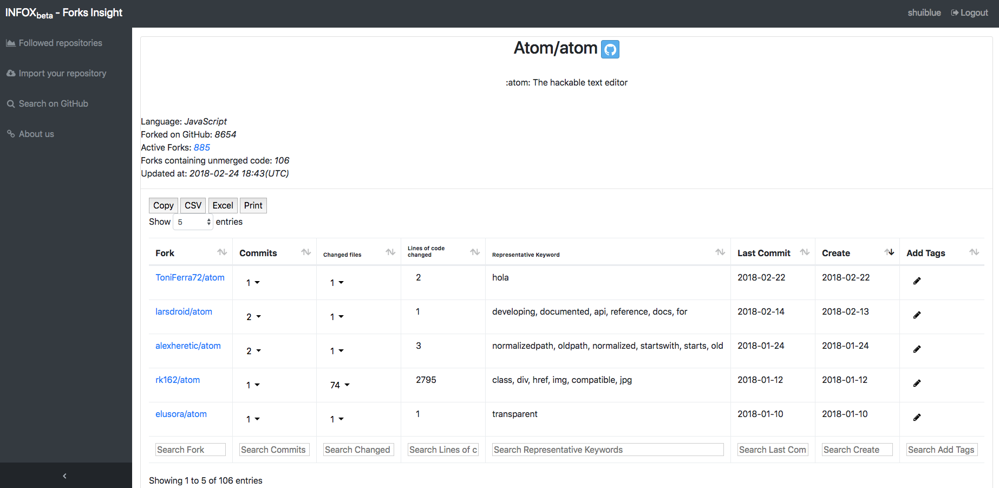 INFOXbeta - Forks Insight
shuiblue Logout
Followed repositories
Import your repository
Search on GitHub
About us
Atom/atom
:atom: The hackable text editor
Language: JavaScript
Forked on GitHub: 8654
Active Forks: 885
Forks containing unmerged code: 106
Updated at: 2018-02-24 18:43(UTC)
Copy CSV Excel Print
Show 5 entries
Fork Commits Changed files Lines of code changed Representative Keyword Last Commit Create Add Tags
ToniFerra72/atom 1 1 2 hola 2018-02-22 2018-02-22
larsdroid/atom 2 1 1 developing, documented, api, reference, docs, for 2018-02-14 2018-02-13
alexheretic/atom 2 1 3 normalizedpath, oldpath, normalized, startswith, starts, old 2018-01-24 2018-01-24
rk162/atom 1 74 2795 class, div, href, img, compatible, jpg 2018-01-12 2018-01-12
elusora/atom 1 1 1 transparent 2018-01-10 2018-01-10
Search Fork Search Commits Search Changed Search Lines of c Search Representative Keywords Search Last Com Search Create Search Add Tags
Showing 1 to 5 of 106 entries